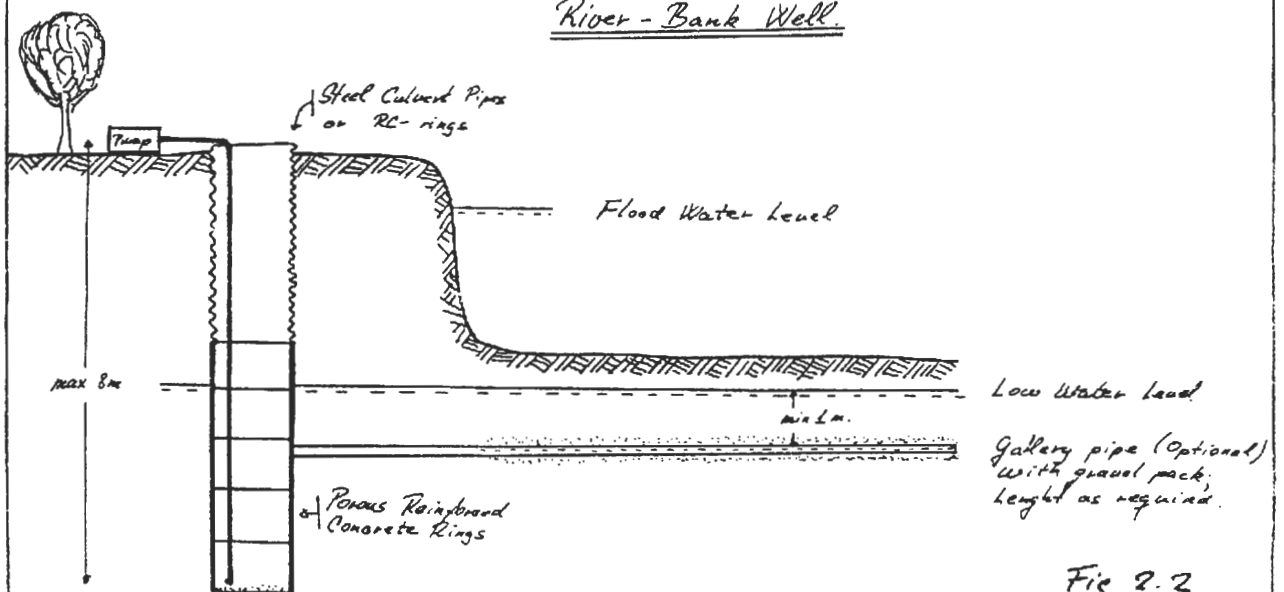 River - Bank Well.
Steel Culvert Pipes
or RC- rings
Pump
Flood Water Level
max 8m
Low Water Level
min 1 m.
Gallery pipe (Optional)
with gravel pack,
Lenght as required.
Porous Reinforced
Concrete Rings
Fig 2.2